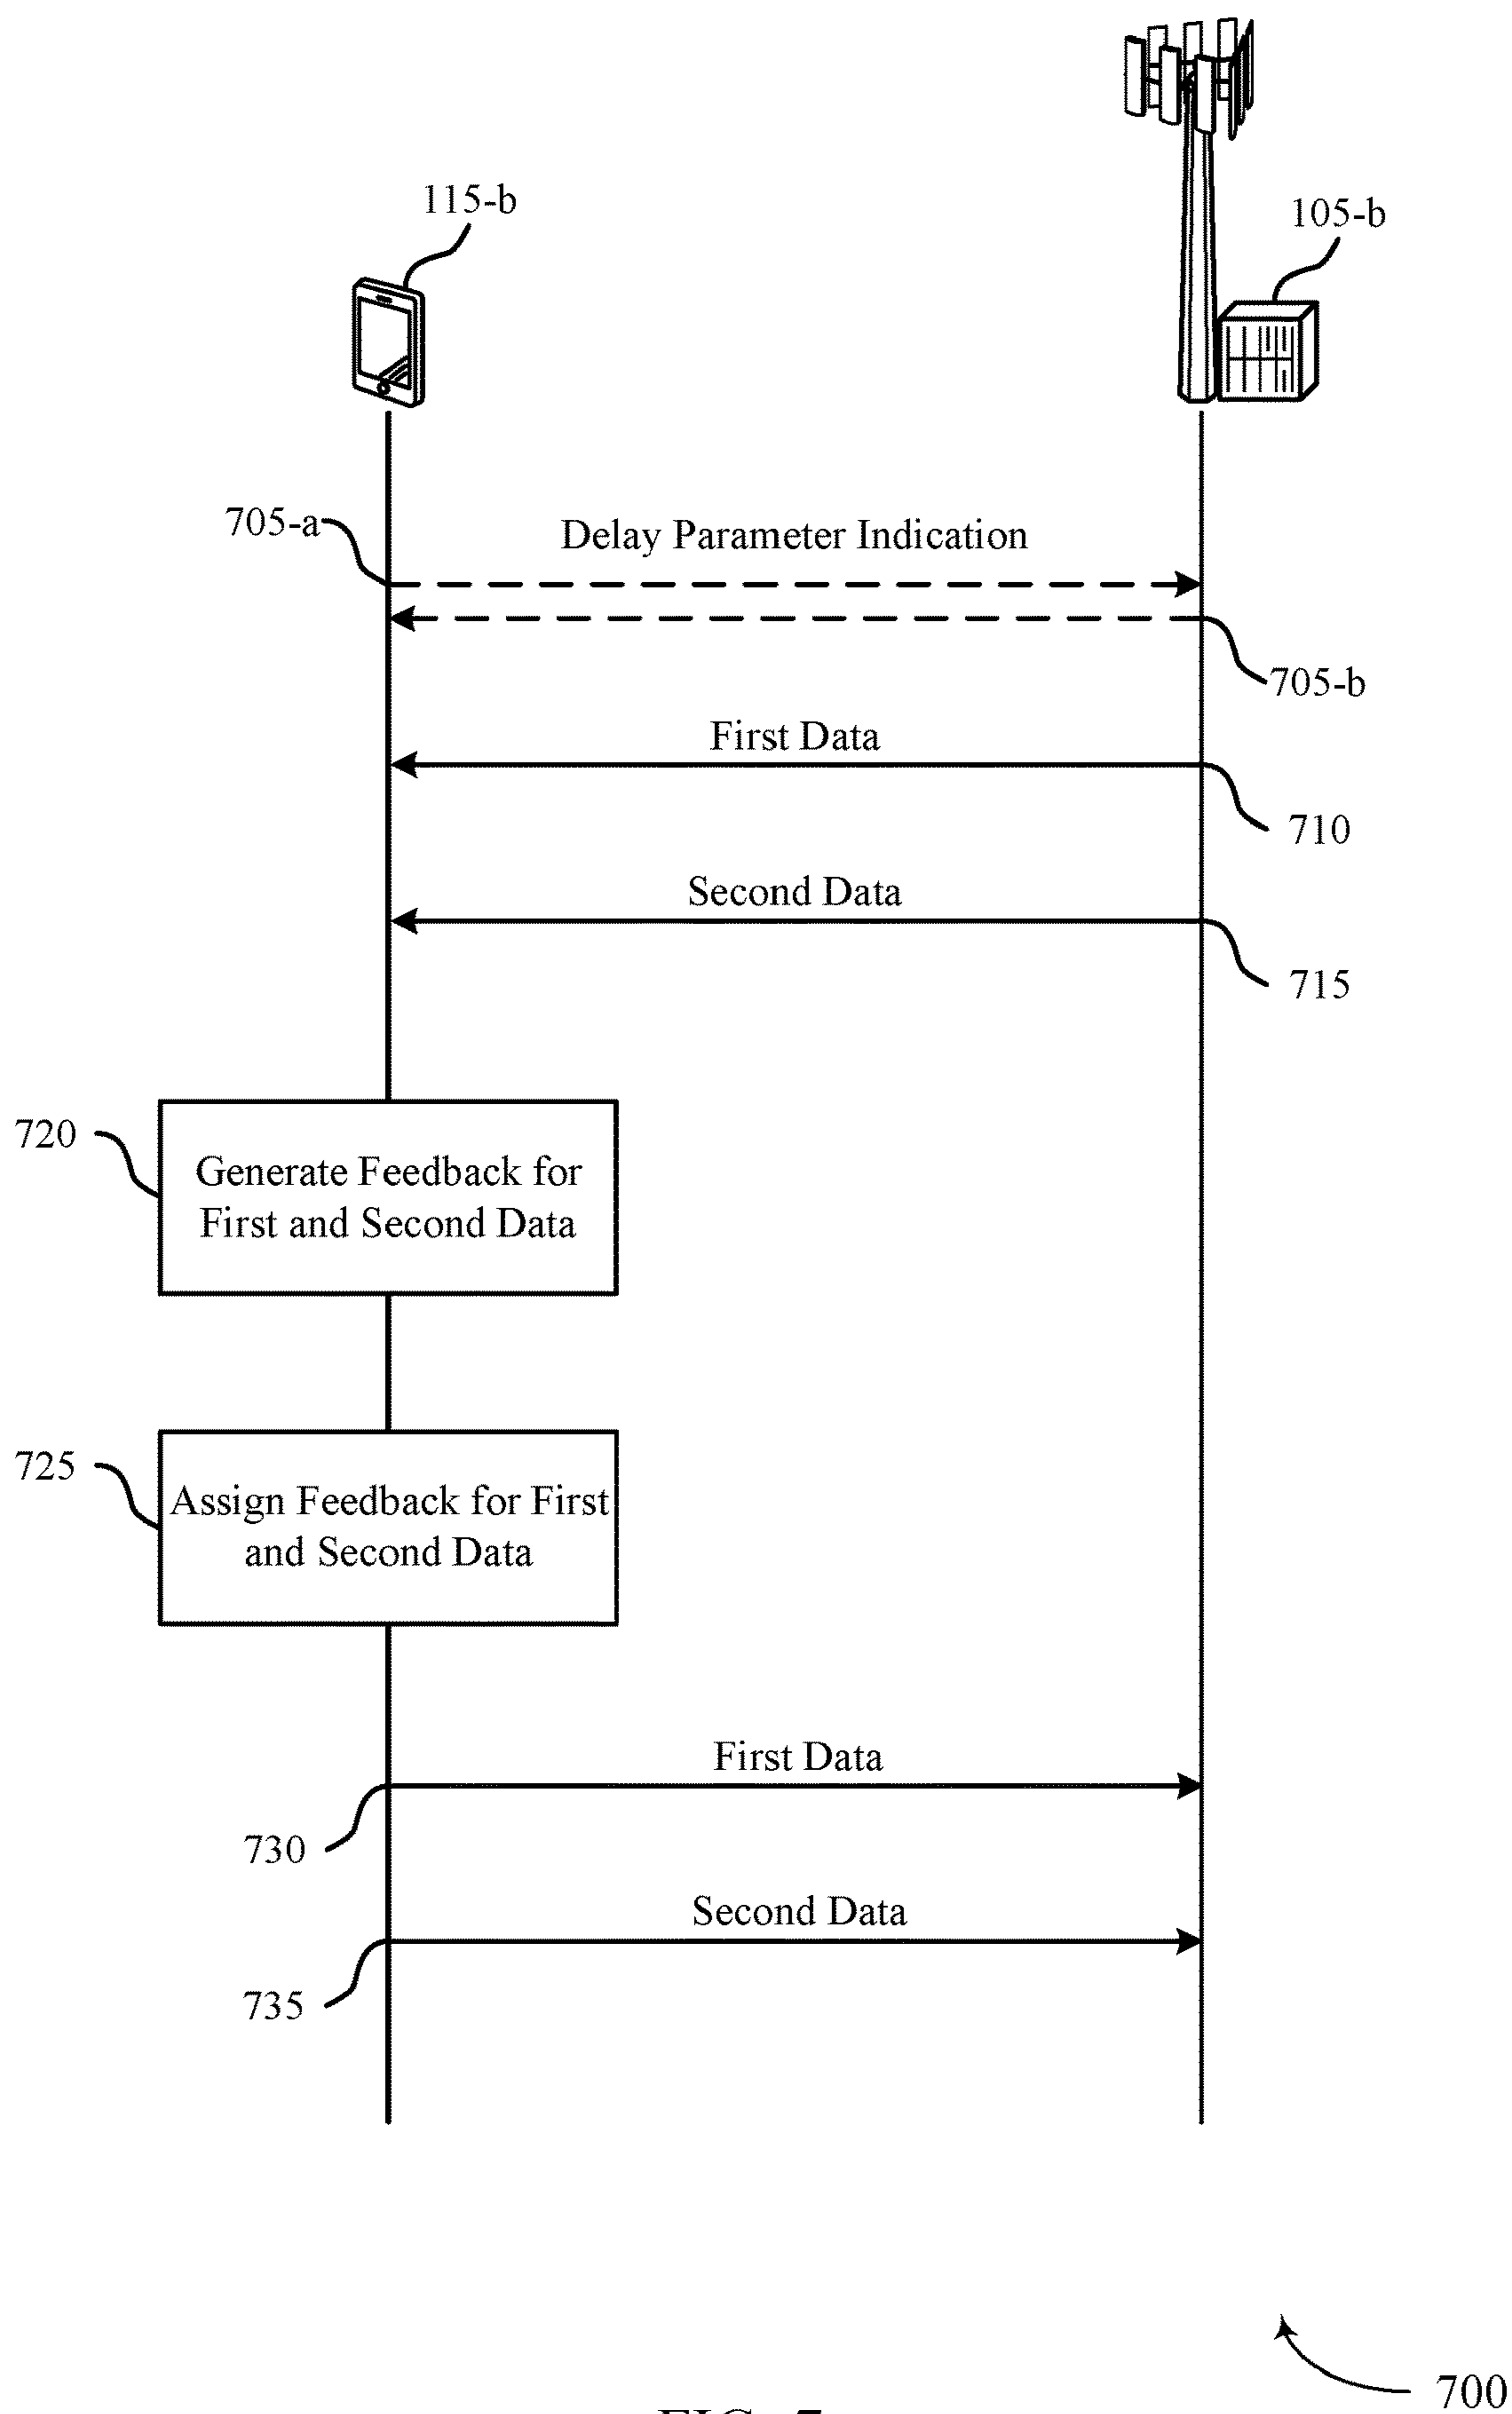 115-b
105-b
705-a
Delay Parameter Indication
705-b
First Data
710
Second Data
715
720
Generate Feedback for
First and Second Data
725
Assign Feedback for First
and Second Data
First Data
730
Second Data
735
700